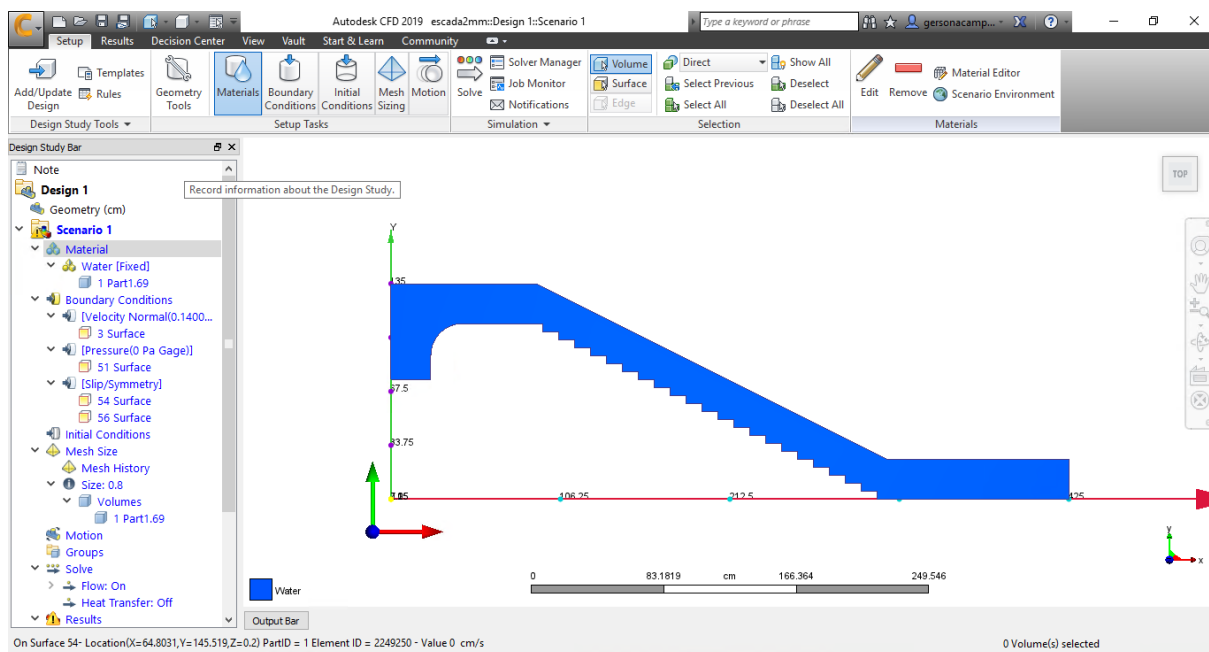 Autodesk CFD 2019 escada2mm::Design 1::Scenario 1
Type a keyword or phrase
gersonacamp...
Setup Results Decision Center View Vault Start & Learn Community
Add/Update Design
Templates
Rules
Design Study Tools
Geometry Tools
Materials
Boundary Conditions
Initial Conditions
Mesh Sizing
Motion
Setup Tasks
Solve
Solver Manager
Job Monitor
Notifications
Simulation
Volume
Surface
Edge
Direct
Select Previous
Select All
Show All
Deselect
Deselect All
Selection
Edit
Remove
Material Editor
Scenario Environment
Materials
Design Study Bar
Note
Record information about the Design Study.
Design 1
Geometry (cm)
Scenario 1
Material
Water [Fixed]
1 Part1.69
Boundary Conditions
[Velocity Normal(0.1400...
3 Surface
[Pressure(0 Pa Gage)]
51 Surface
[Slip/Symmetry]
54 Surface
56 Surface
Initial Conditions
Mesh Size
Mesh History
Size: 0.8
Volumes
1 Part1.69
Motion
Groups
Solve
Flow: On
Heat Transfer: Off
Results
TOP
Y
135
67.5
33.75
106.25
212.5
425
y
x
0 83.1819 cm 166.364 249.546
Water
Output Bar
On Surface 54- Location(X=64.8031,Y=145.519,Z=0.2) PartID = 1 Element ID = 2249250 - Value 0 cm/s
0 Volume(s) selected